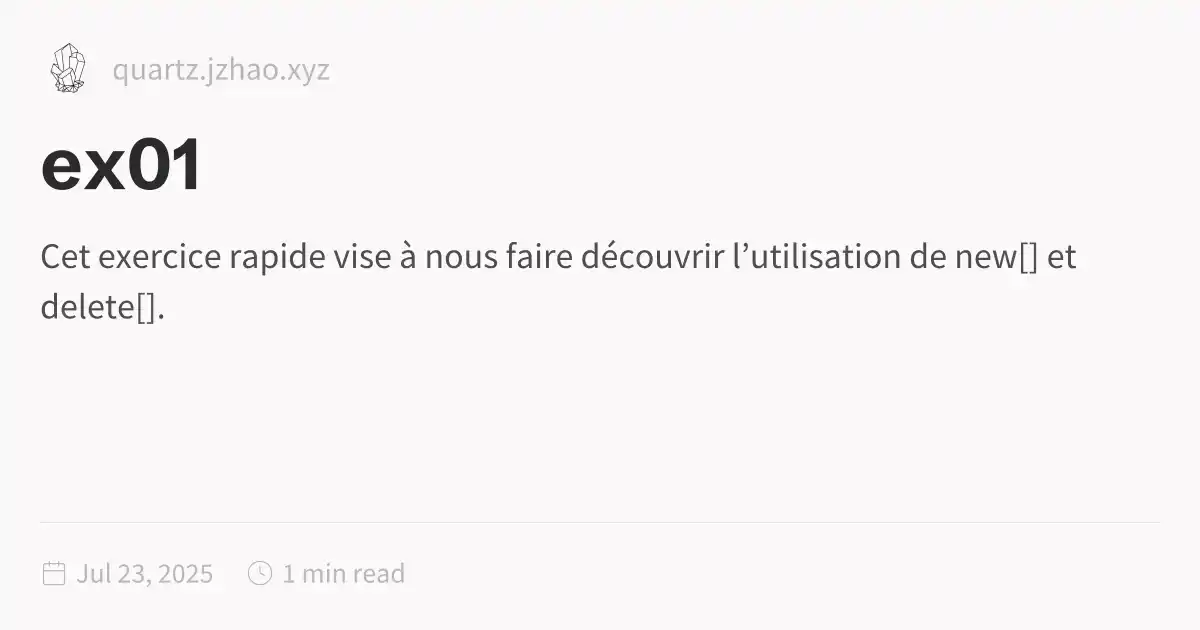 quartz.jzhao.xyz
ex01
Cet exercice rapide vise à nous faire découvrir l’utilisation de new[] et
delete[].
Jul 23, 2025 1 min read